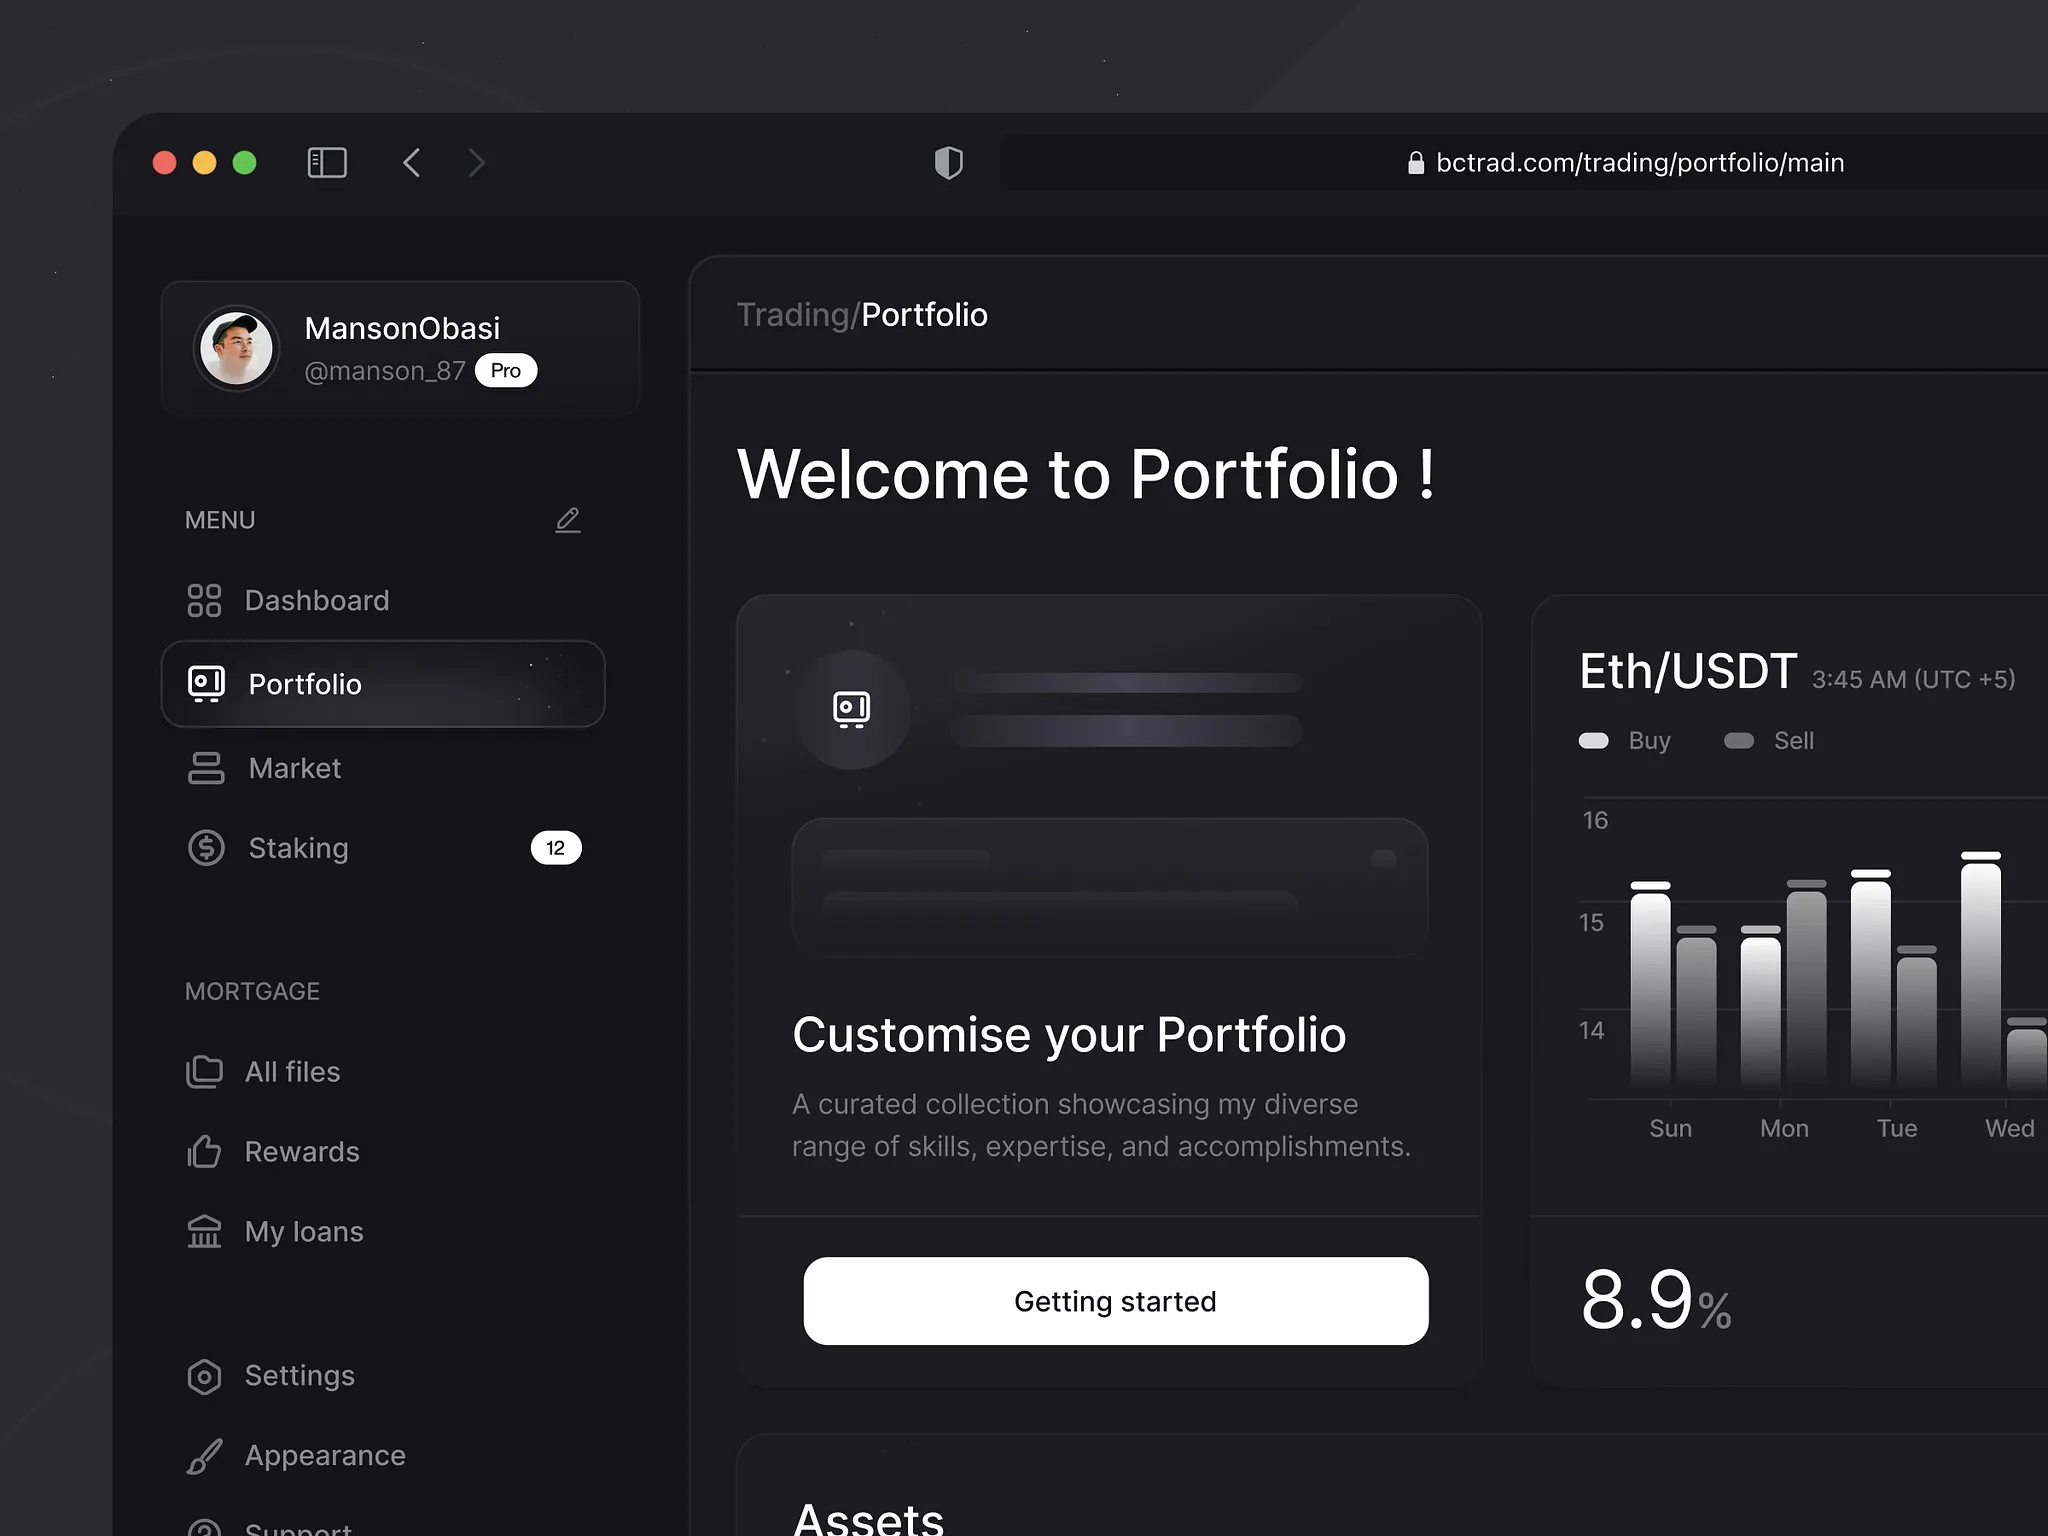 bctrad.com/trading/portfolio/main
MansonObasi
@manson_87 Pro
MENU
Dashboard
Portfolio
Market
Staking 12
MORTGAGE
All files
Rewards
My loans
Settings
Appearance
Support
Trading/Portfolio
Welcome to Portfolio !
Customise your Portfolio
A curated collection showcasing my diverse
range of skills, expertise, and accomplishments.
Getting started
Eth/USDT 3:45 AM (UTC +5)
Buy Sell
16
15
14
Sun Mon Tue Wed
8.9%
Assets